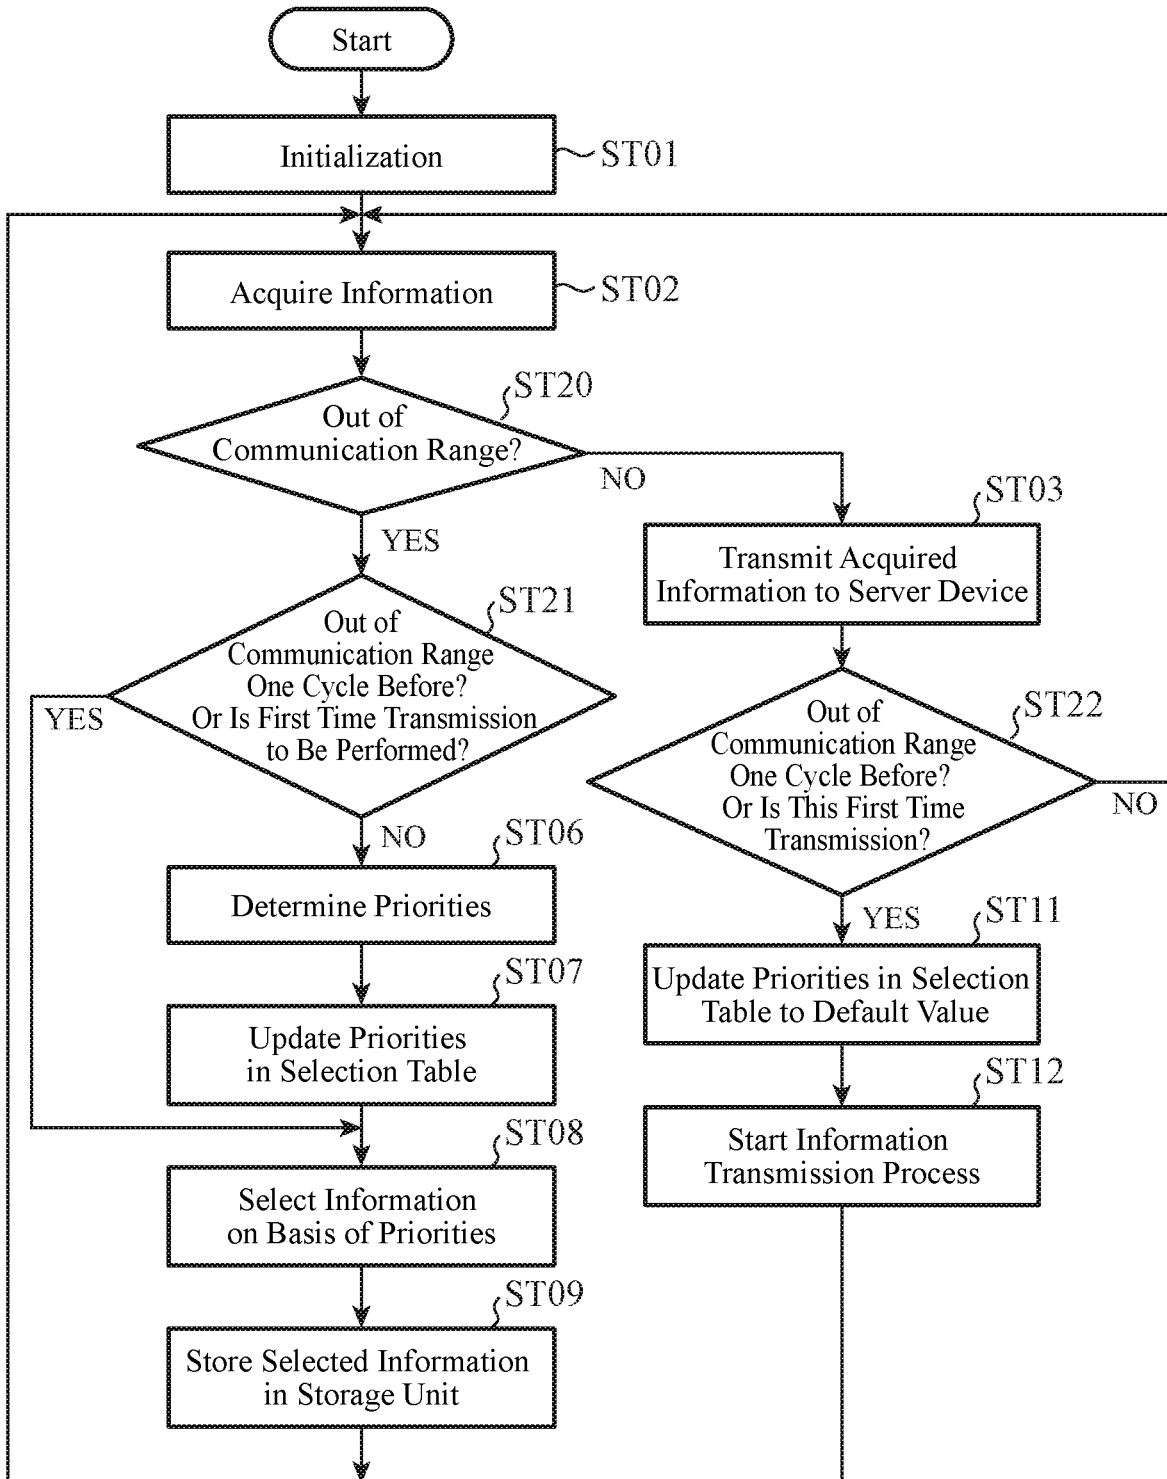 Start
Initialization
ST01
Acquire Information
ST02
ST20
Out of
Communication Range?
NO
YES
ST03
Transmit Acquired
Information to Server Device
ST21
Out of
Communication Range
One Cycle Before?
Or Is First Time Transmission
to Be Performed?
YES
NO
ST22
Out of
Communication Range
One Cycle Before?
Or Is This First Time
Transmission?
NO
YES
ST06
Determine Priorities
ST11
Update Priorities in Selection
Table to Default Value
ST07
Update Priorities
in Selection Table
ST12
Start Information
Transmission Process
ST08
Select Information
on Basis of Priorities
ST09
Store Selected Information
in Storage Unit